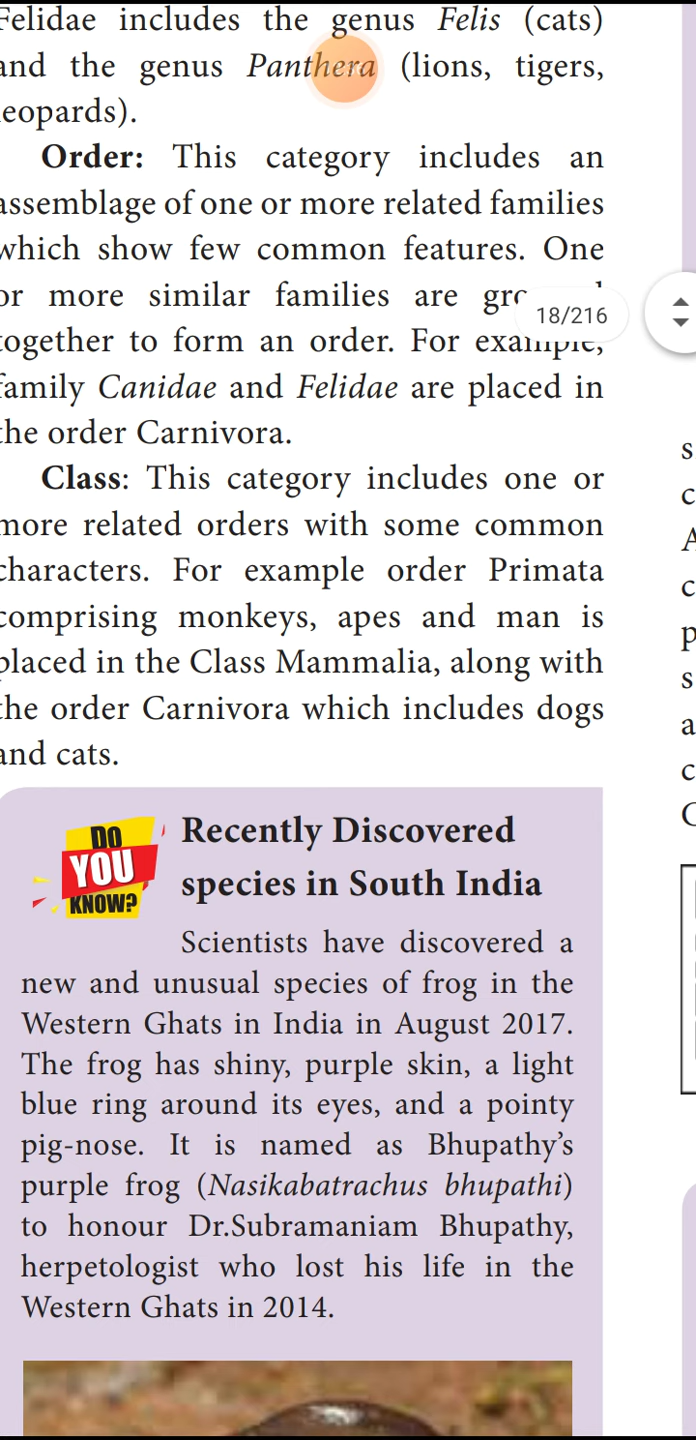 Felidae includes the genus Felis (cats)
and the genus Panthera (lions, tigers,
leopards).
Order: This category includes an
assemblage of one or more related families
which show few common features. One
or more similar families are
18/216
together to form an order. For example,
family Canidae and Felidae are placed in
the order Carnivora.
Class: This category includes one or
more related orders with some common
characters. For example order Primata
comprising monkeys, apes and man is
placed in the Class Mammalia, along with
the order Carnivora which includes dogs
and cats.
DO
YOU
KNOW?
Recently Discovered
species in South India
Scientists have discovered a
new and unusual species of frog in the
Western Ghats in India in August 2017.
The frog has shiny, purple skin, a light
blue ring around its eyes, and a pointy
pig-nose. It is named as Bhupathy’s
purple frog (Nasikabatrachus bhupathi)
to honour Dr.Subramaniam Bhupathy,
herpetologist who lost his life in the
Western Ghats in 2014.